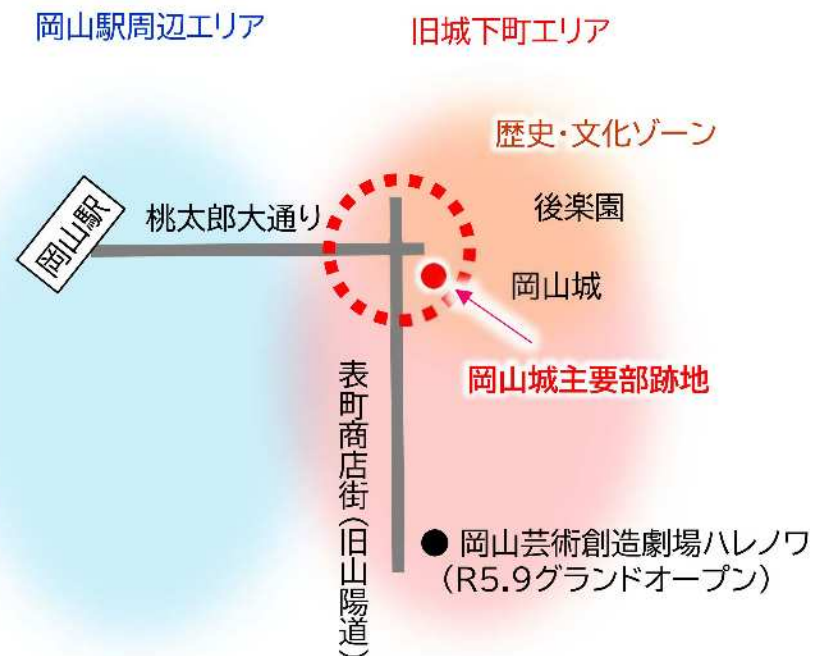 岡山駅周辺エリア
旧城下町エリア
歴史・文化ゾーン
岡山駅
桃太郎大通り
後楽園
岡山城
岡山城主要部跡地
表町商店街(旧山陽道)
● 岡山芸術創造劇場ハレノワ
(R5.9グランドオープン)